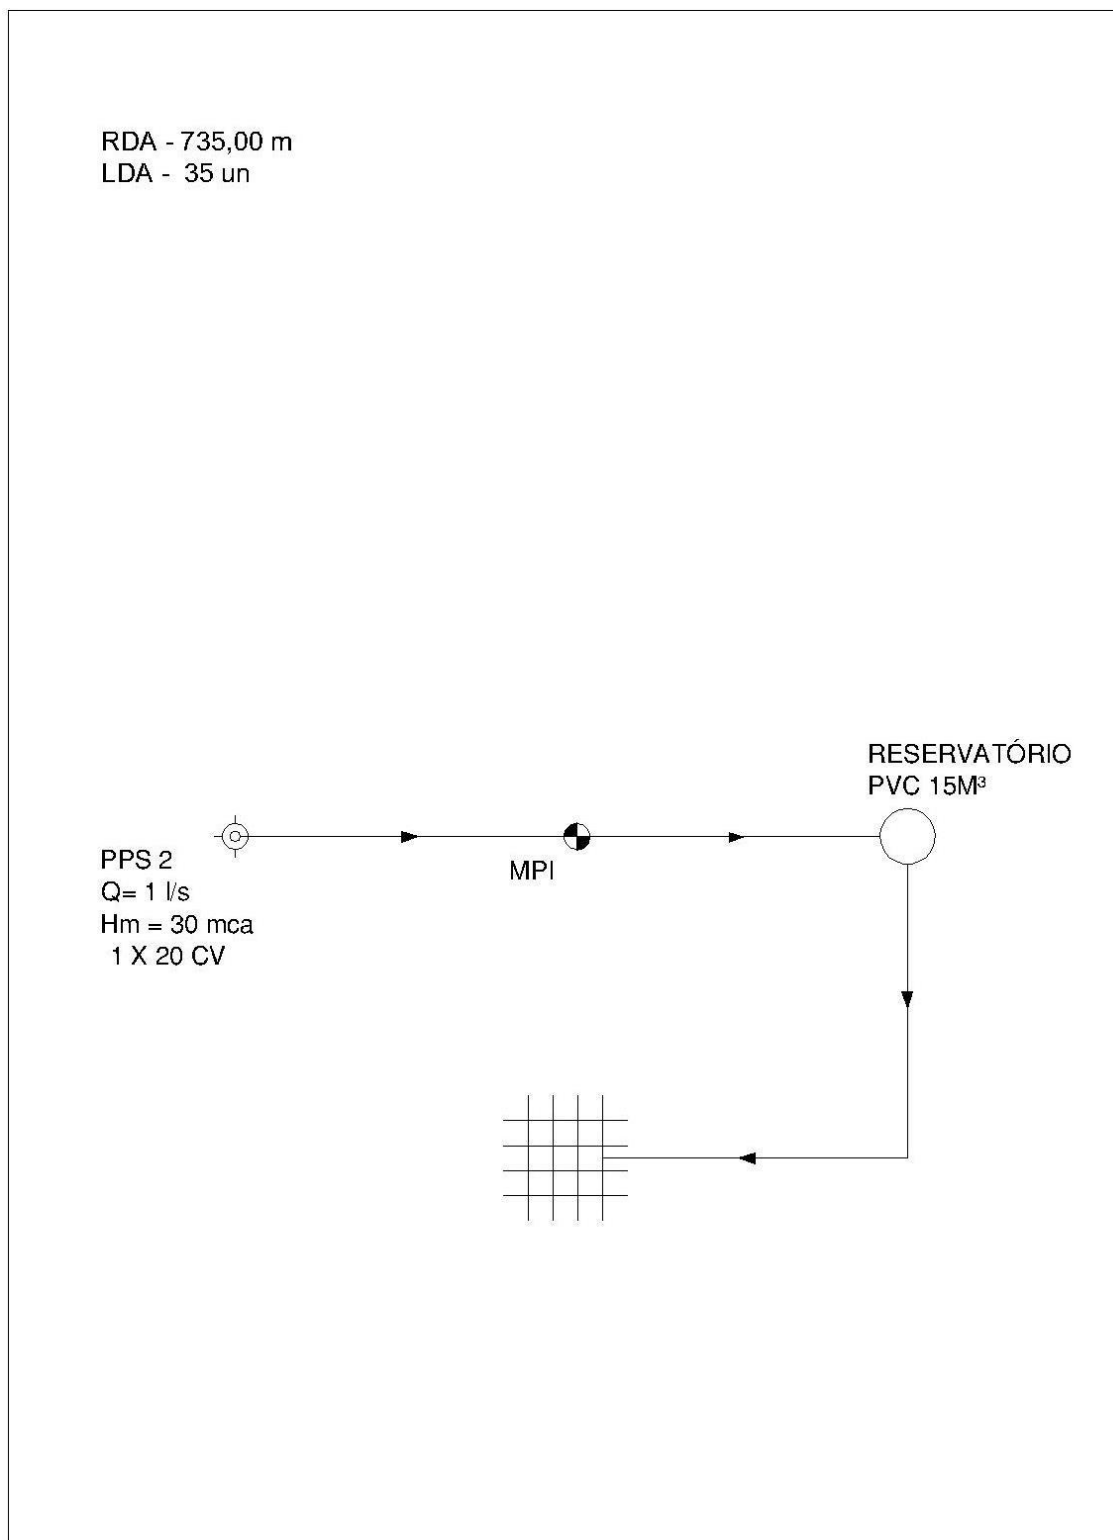 RDA - 735,00 m
LDA - 35 un
RESERVATÓRIO
PVC 15M³
MPI
PPS 2
Q= 1 l/s
Hm = 30 mca
1 X 20 CV